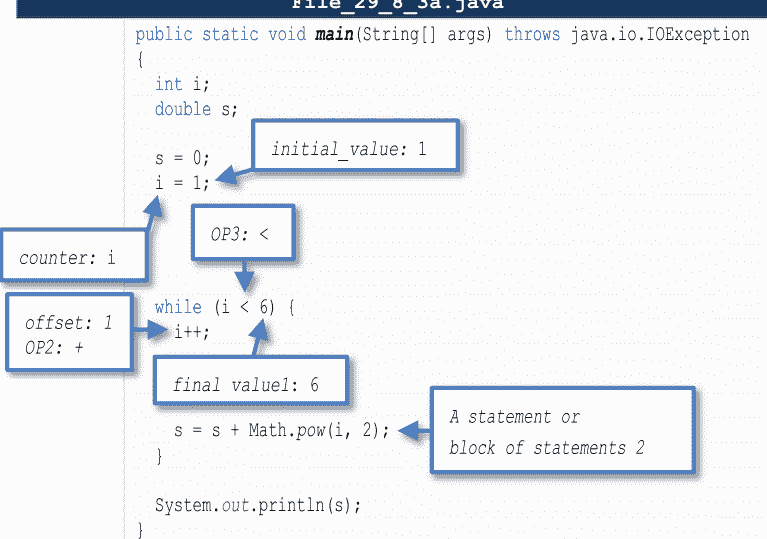 File_29_8_3a.java
public static void main(String[] args) throws java.io.IOException
{
int i;
double s;
initial_value: 1
s = 0;
i = 1;
OP3: <
counter: i
while (i < 6) {
offset: 1
OP2: +
i++;
final value1: 6
s = s + Math.pow(i, 2);
A statement or
block of statements 2
}
System.out.println(s);
}